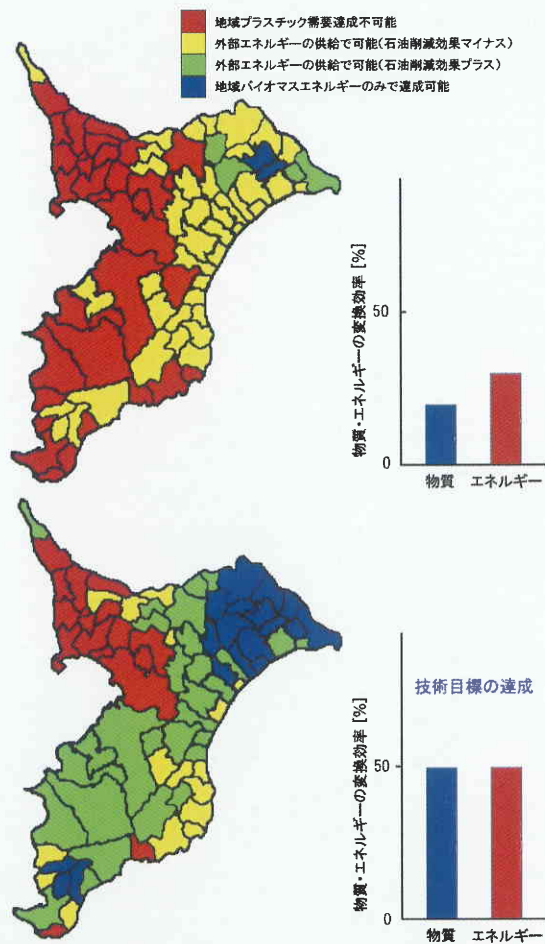 地域プラスチック需要達成不可能
外部エネルギーの供給で可能(石油削減効果マイナス)
外部エネルギーの供給で可能(石油削減効果プラス)
地域バイオマスエネルギーのみで達成可能
物質・エネルギーの変換効率 [%]
50
0
物質 エネルギー
技術目標の達成
物質・エネルギーの変換効率 [%]
50
0
物質 エネルギー